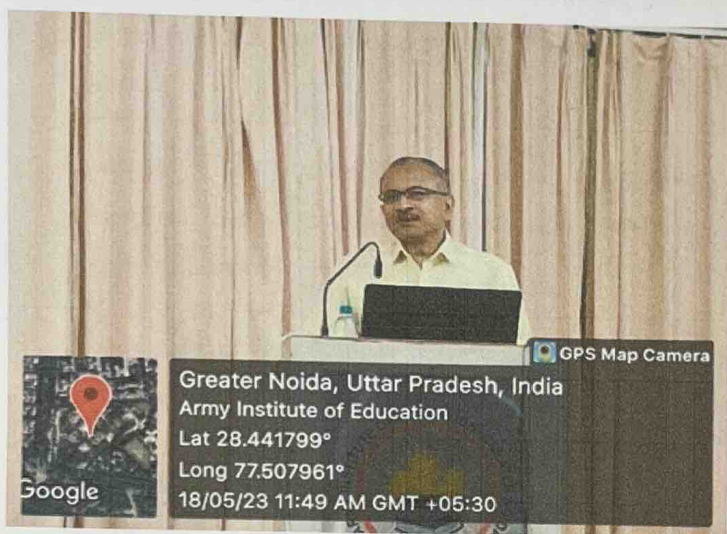 GPS Map Camera
Greater Noida, Uttar Pradesh, India
Army Institute of Education
Lat 28.441799°
Long 77.507961°
18/05/23 11:49 AM GMT +05:30
Google